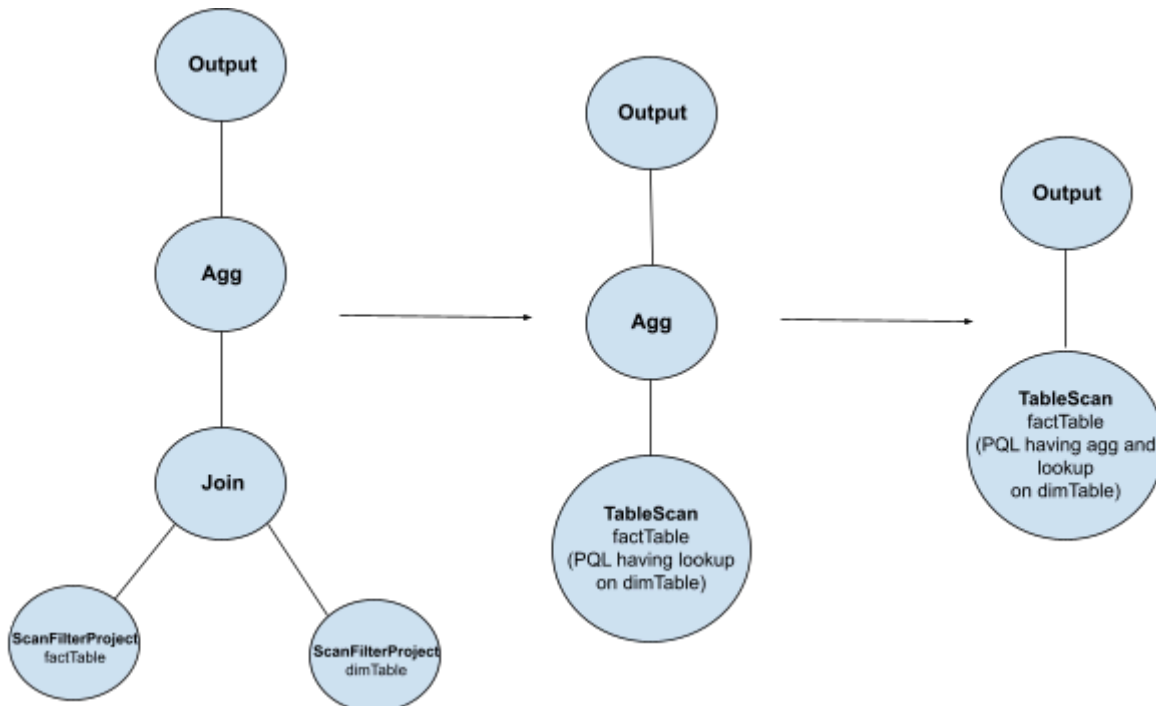 Output
Agg
Join
ScanFilterProject
factTable
ScanFilterProject
dimTable
Output
Agg
TableScan
factTable
(PQL having lookup
on dimTable)
Output
TableScan
factTable
(PQL having agg and
lookup
on dimTable)